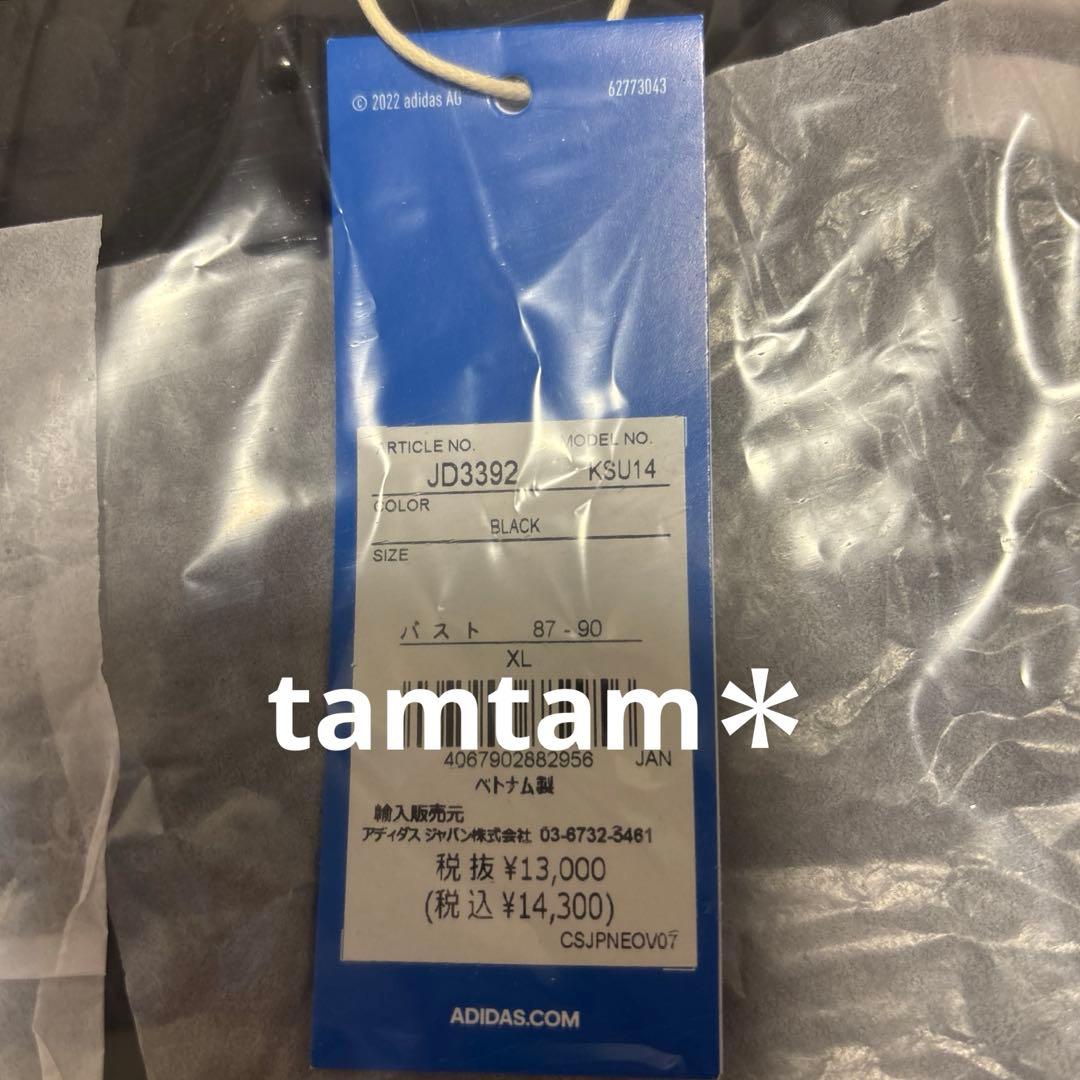 © 2022 adidas AG
62773043
ARTICLE NO. MODEL NO.
JD3392 KSU14
COLOR
BLACK
SIZE
バスト 87 - 90
XL
tamtam＊
4067902882956 JAN
ベトナム製
輸入販売元
アディダス ジャパン株式会社 03-6732-5461
税抜 ¥13,000
(税込 ¥14,300)
CSJPNEOV07
ADIDAS.COM